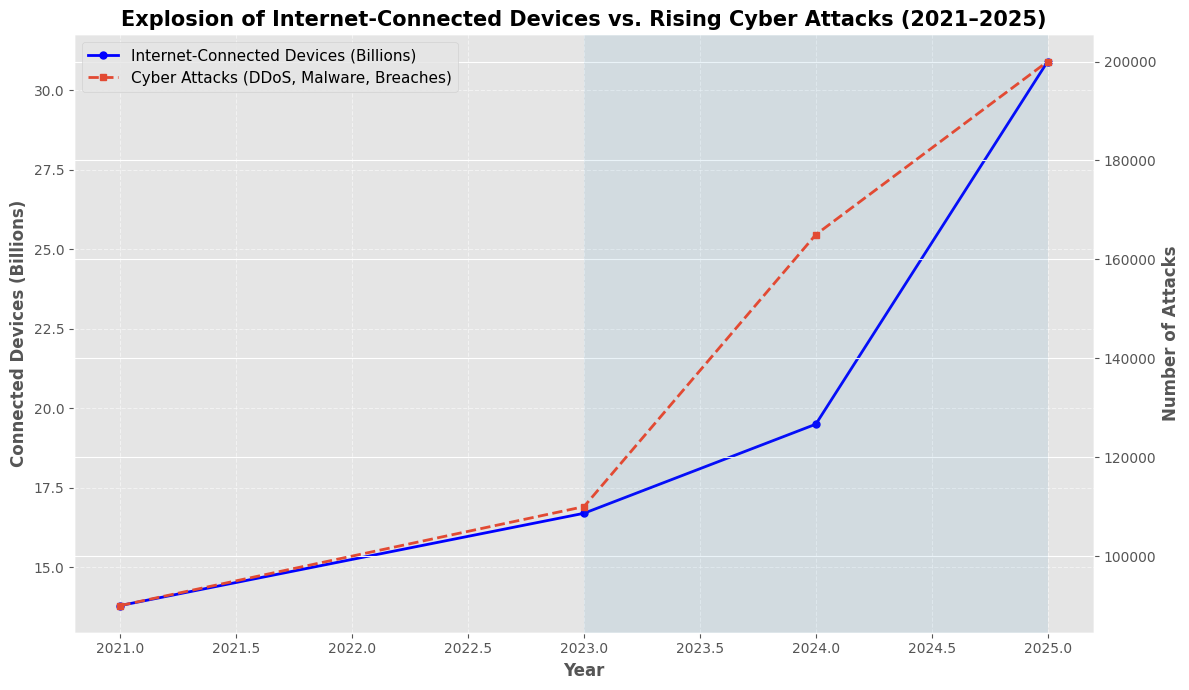 Explosion of Internet-Connected Devices vs. Rising Cyber Attacks (2021–2025)
Internet-Connected Devices (Billions)
Cyber Attacks (DDoS, Malware, Breaches)
Connected Devices (Billions)
30.0
27.5
25.0
22.5
20.0
17.5
15.0
200000
180000
160000
140000
120000
100000
Number of Attacks
2021.0 2021.5 2022.0 2022.5 2023.0 2023.5 2024.0 2024.5 2025.0
Year